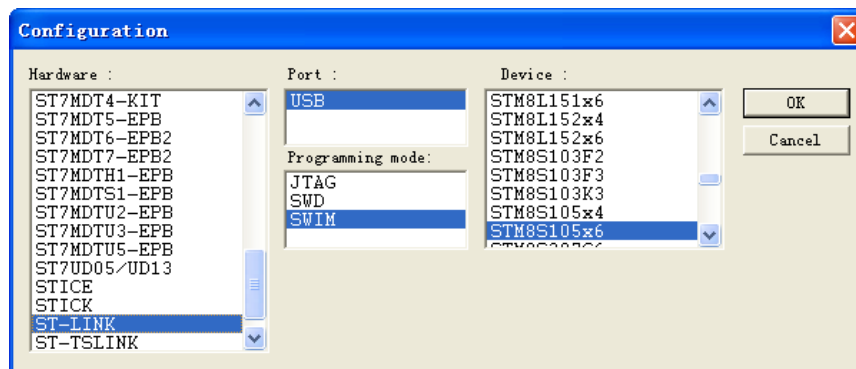 Configuration
Hardware :
ST7MDT4-KIT
ST7MDT5-EPB
ST7MDT6-EPB2
ST7MDT7-EPB2
ST7MDTH1-EPB
ST7MDTS1-EPB
ST7MDTU2-EPB
ST7MDTU3-EPB
ST7MDTU5-EPB
ST7UD05/UD13
STICE
STICK
ST-LINK
ST-TSLINK
Port :
USB
Programming mode:
JTAG
SWD
SWIM
Device :
STM8L151x6
STM8L152x4
STM8L152x6
STM8S103F2
STM8S103F3
STM8S103K3
STM8S105x4
STM8S105x6
OK
Cancel